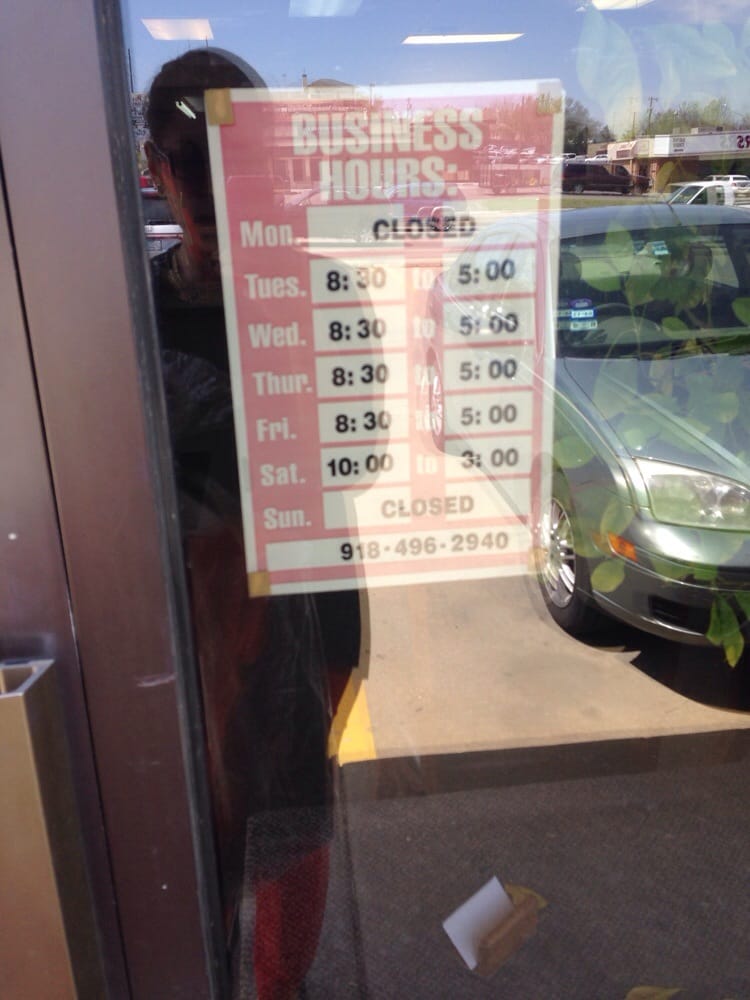 BUSINESS
HOURS:
Mon. CLOSED
Tues. 8:30 to 5:00
Wed. 8:30 to 5:00
Thur. 8:30 to 5:00
Fri. 8:30 to 5:00
Sat. 10:00 to 3:00
Sun. CLOSED
918-496-2940